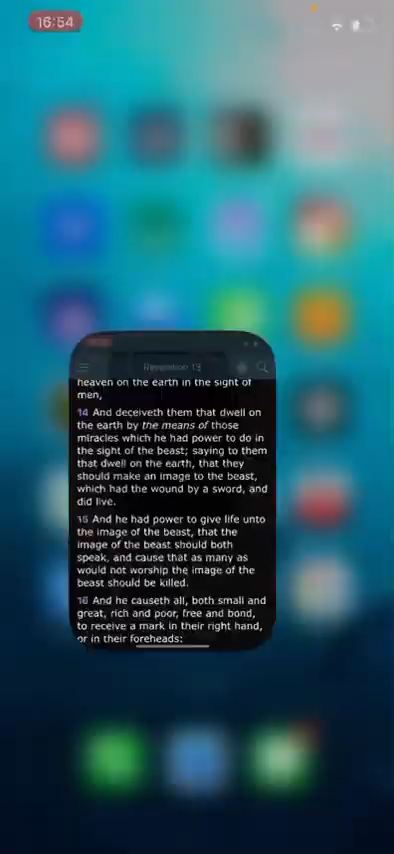 16:54
Revelation 13
heaven on the earth in the sight of
men,
14 And deceiveth them that dwell on
the earth by the means of those
miracles which he had power to do in
the sight of the beast; saying to them
that dwell on the earth, that they
should make an image to the beast,
which had the wound by a sword, and
did live.
15 And he had power to give life unto
the image of the beast, that the
image of the beast should both
speak, and cause that as many as
would not worship the image of the
beast should be killed.
16 And he causeth all, both small and
great, rich and poor, free and bond,
to receive a mark in their right hand,
or in their foreheads: